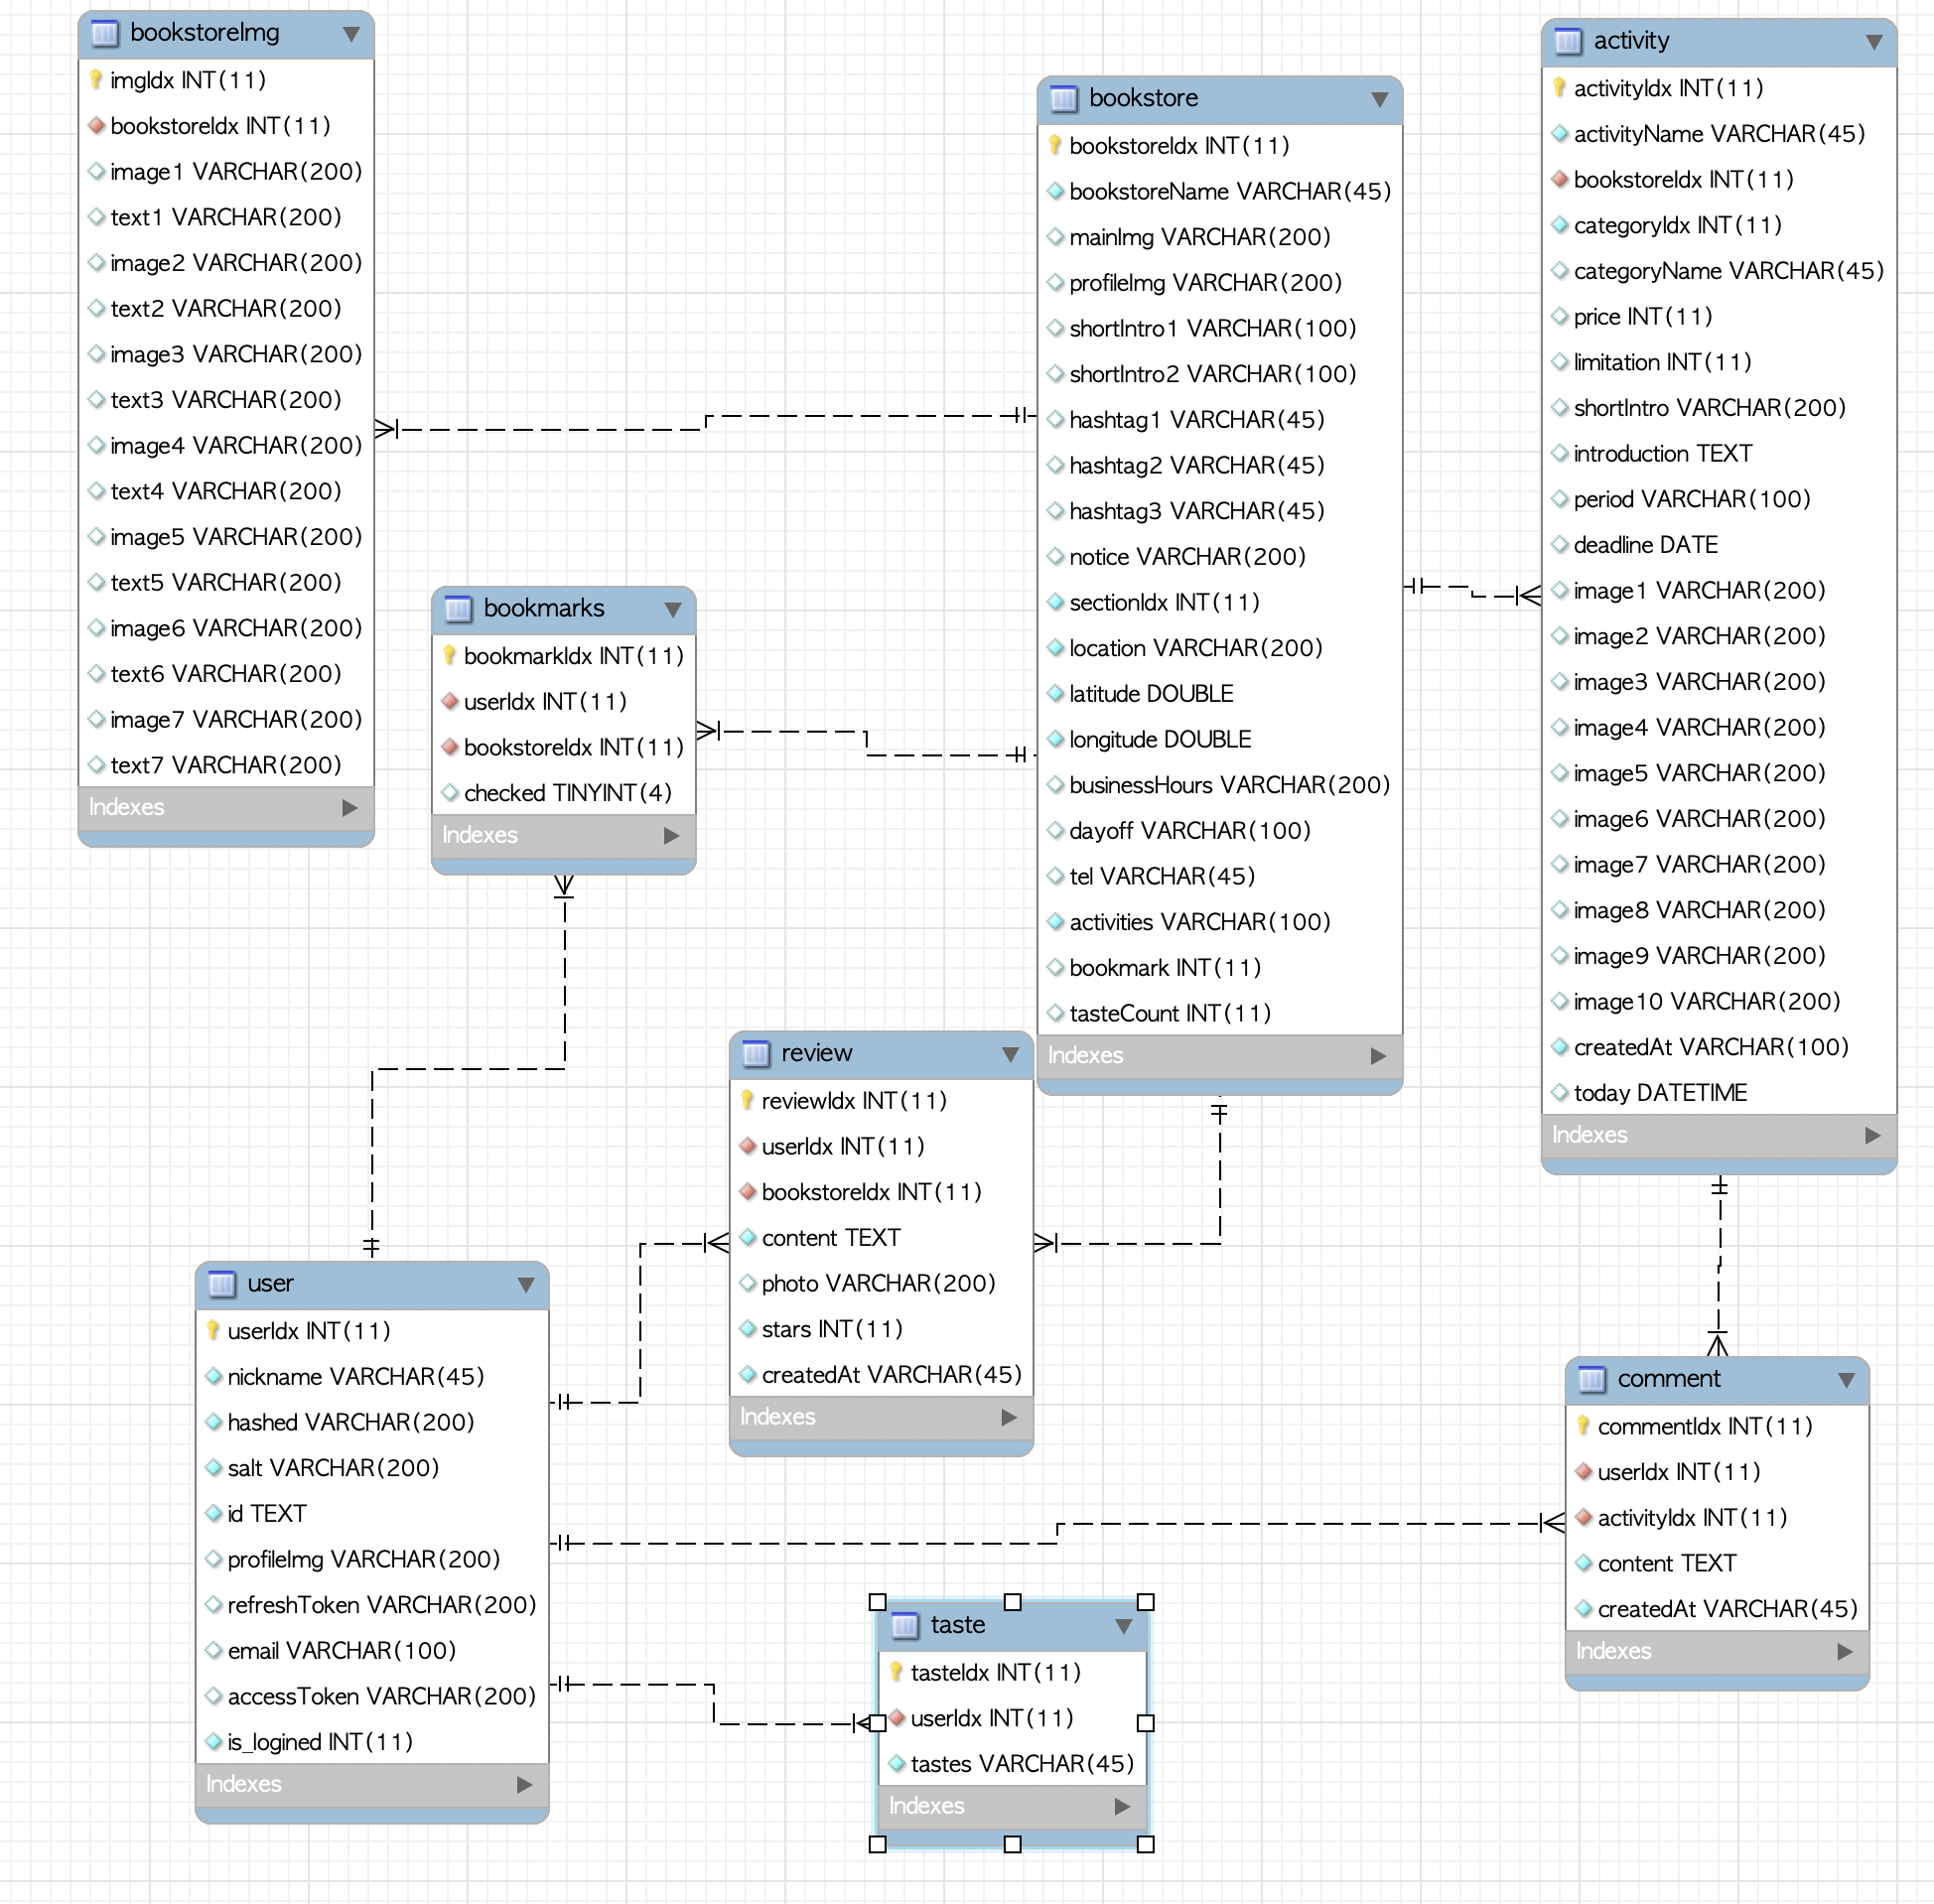 bookstoreImg
imgIdx INT(11)
bookstoreIdx INT(11)
image1 VARCHAR(200)
text1 VARCHAR(200)
image2 VARCHAR(200)
text2 VARCHAR(200)
image3 VARCHAR(200)
text3 VARCHAR(200)
image4 VARCHAR(200)
text4 VARCHAR(200)
image5 VARCHAR(200)
text5 VARCHAR(200)
image6 VARCHAR(200)
text6 VARCHAR(200)
image7 VARCHAR(200)
text7 VARCHAR(200)
Indexes
bookmarks
bookmarkIdx INT(11)
userIdx INT(11)
bookstoreIdx INT(11)
checked TINYINT(4)
Indexes
bookstore
bookstoreIdx INT(11)
bookstoreName VARCHAR(45)
mainImg VARCHAR(200)
profileImg VARCHAR(200)
shortIntro1 VARCHAR(100)
shortIntro2 VARCHAR(100)
hashtag1 VARCHAR(45)
hashtag2 VARCHAR(45)
hashtag3 VARCHAR(45)
notice VARCHAR(200)
sectionIdx INT(11)
location VARCHAR(200)
latitude DOUBLE
longitude DOUBLE
businessHours VARCHAR(200)
dayoff VARCHAR(100)
tel VARCHAR(45)
activities VARCHAR(100)
bookmark INT(11)
tasteCount INT(11)
Indexes
activity
activityIdx INT(11)
activityName VARCHAR(45)
bookstoreIdx INT(11)
categoryIdx INT(11)
categoryName VARCHAR(45)
price INT(11)
limitation INT(11)
shortIntro VARCHAR(200)
introduction TEXT
period VARCHAR(100)
deadline DATE
image1 VARCHAR(200)
image2 VARCHAR(200)
image3 VARCHAR(200)
image4 VARCHAR(200)
image5 VARCHAR(200)
image6 VARCHAR(200)
image7 VARCHAR(200)
image8 VARCHAR(200)
image9 VARCHAR(200)
image10 VARCHAR(200)
createdAt VARCHAR(100)
today DATETIME
Indexes
review
reviewIdx INT(11)
userIdx INT(11)
bookstoreIdx INT(11)
content TEXT
photo VARCHAR(200)
stars INT(11)
createdAt VARCHAR(45)
Indexes
user
userIdx INT(11)
nickname VARCHAR(45)
hashed VARCHAR(200)
salt VARCHAR(200)
id TEXT
profileImg VARCHAR(200)
refreshToken VARCHAR(200)
email VARCHAR(100)
accessToken VARCHAR(200)
is_logined INT(11)
Indexes
comment
commentIdx INT(11)
userIdx INT(11)
activityIdx INT(11)
content TEXT
createdAt VARCHAR(45)
Indexes
taste
tasteIdx INT(11)
userIdx INT(11)
tastes VARCHAR(45)
Indexes